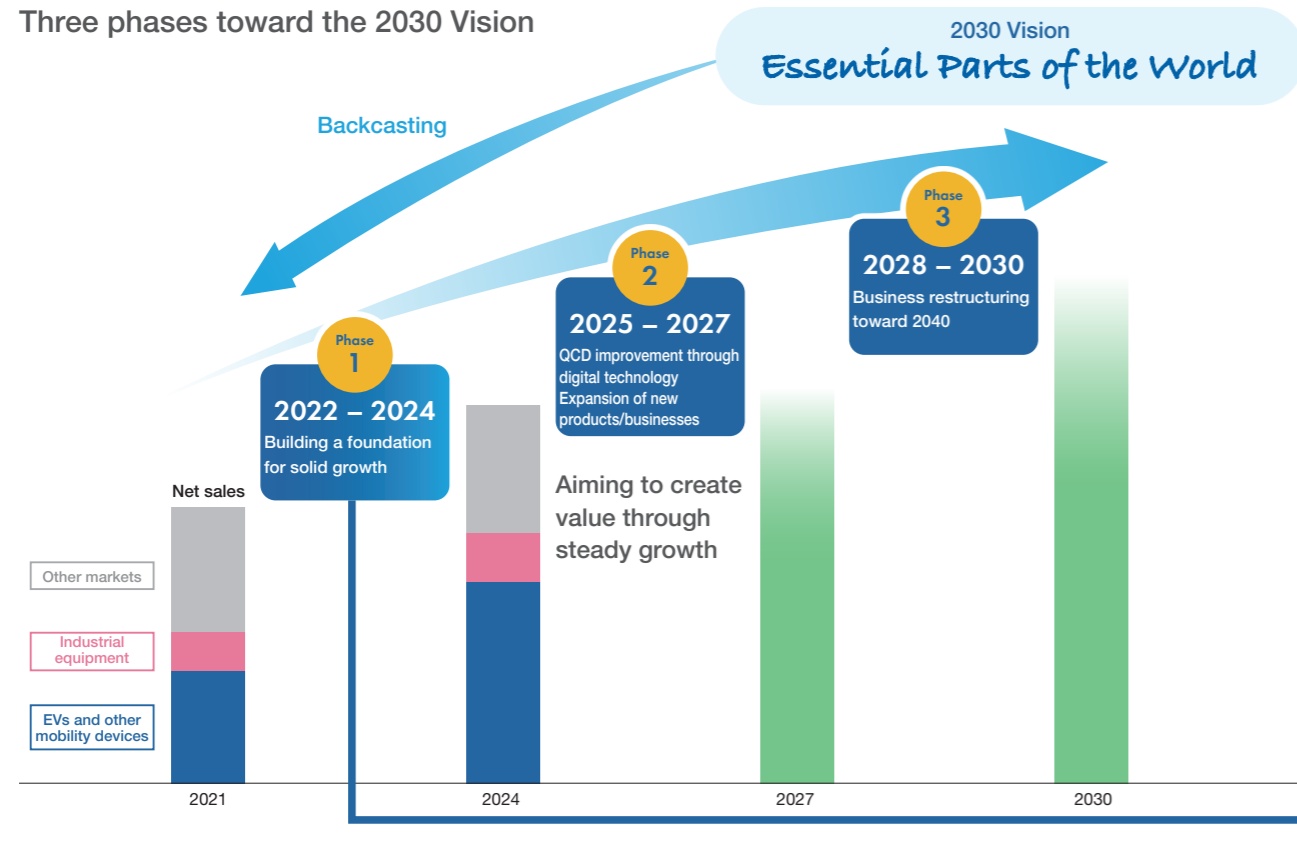 Three phases toward the 2030 Vision
2030 Vision
Essential Parts of the World
Backcasting
Phase
1
2022 – 2024
Building a foundation
for solid growth
Phase
2
2025 – 2027
QCD improvement through
digital technology
Expansion of new
products/businesses
Phase
3
2028 – 2030
Business restructuring
toward 2040
Aiming to create
value through
steady growth
Net sales
Other markets
Industrial
equipment
EVs and other
mobility devices
2021
2024
2027
2030